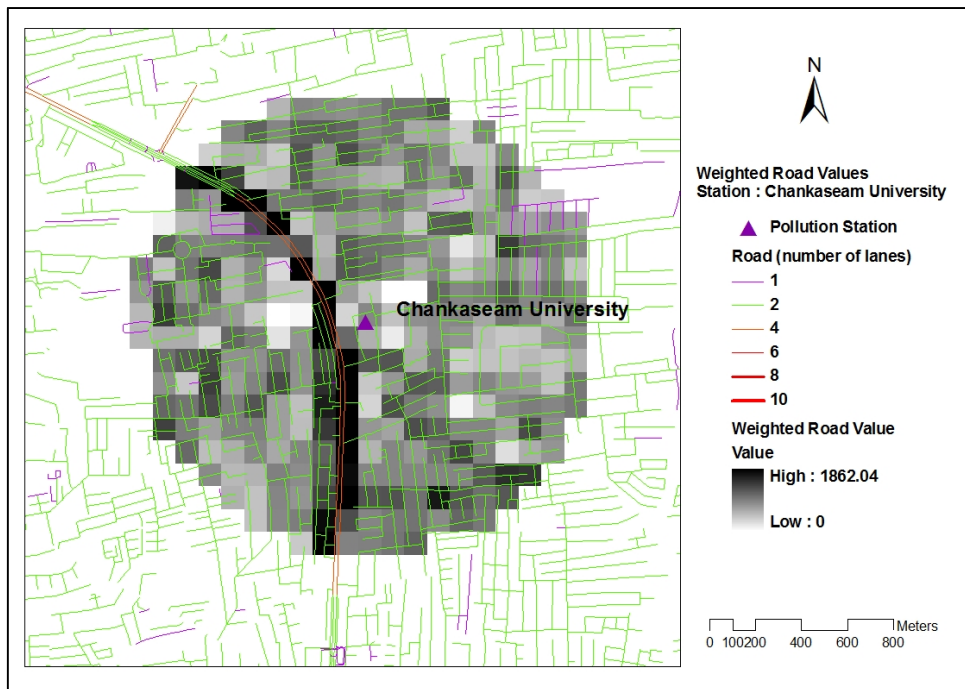 N
Weighted Road Values
Station : Chankaseam University
Pollution Station
Road (number of lanes)
1
2
4
6
8
10
Weighted Road Value
Value
High : 1862.04
Low : 0
Chankaseam University
Meters
0 100200 400 600 800